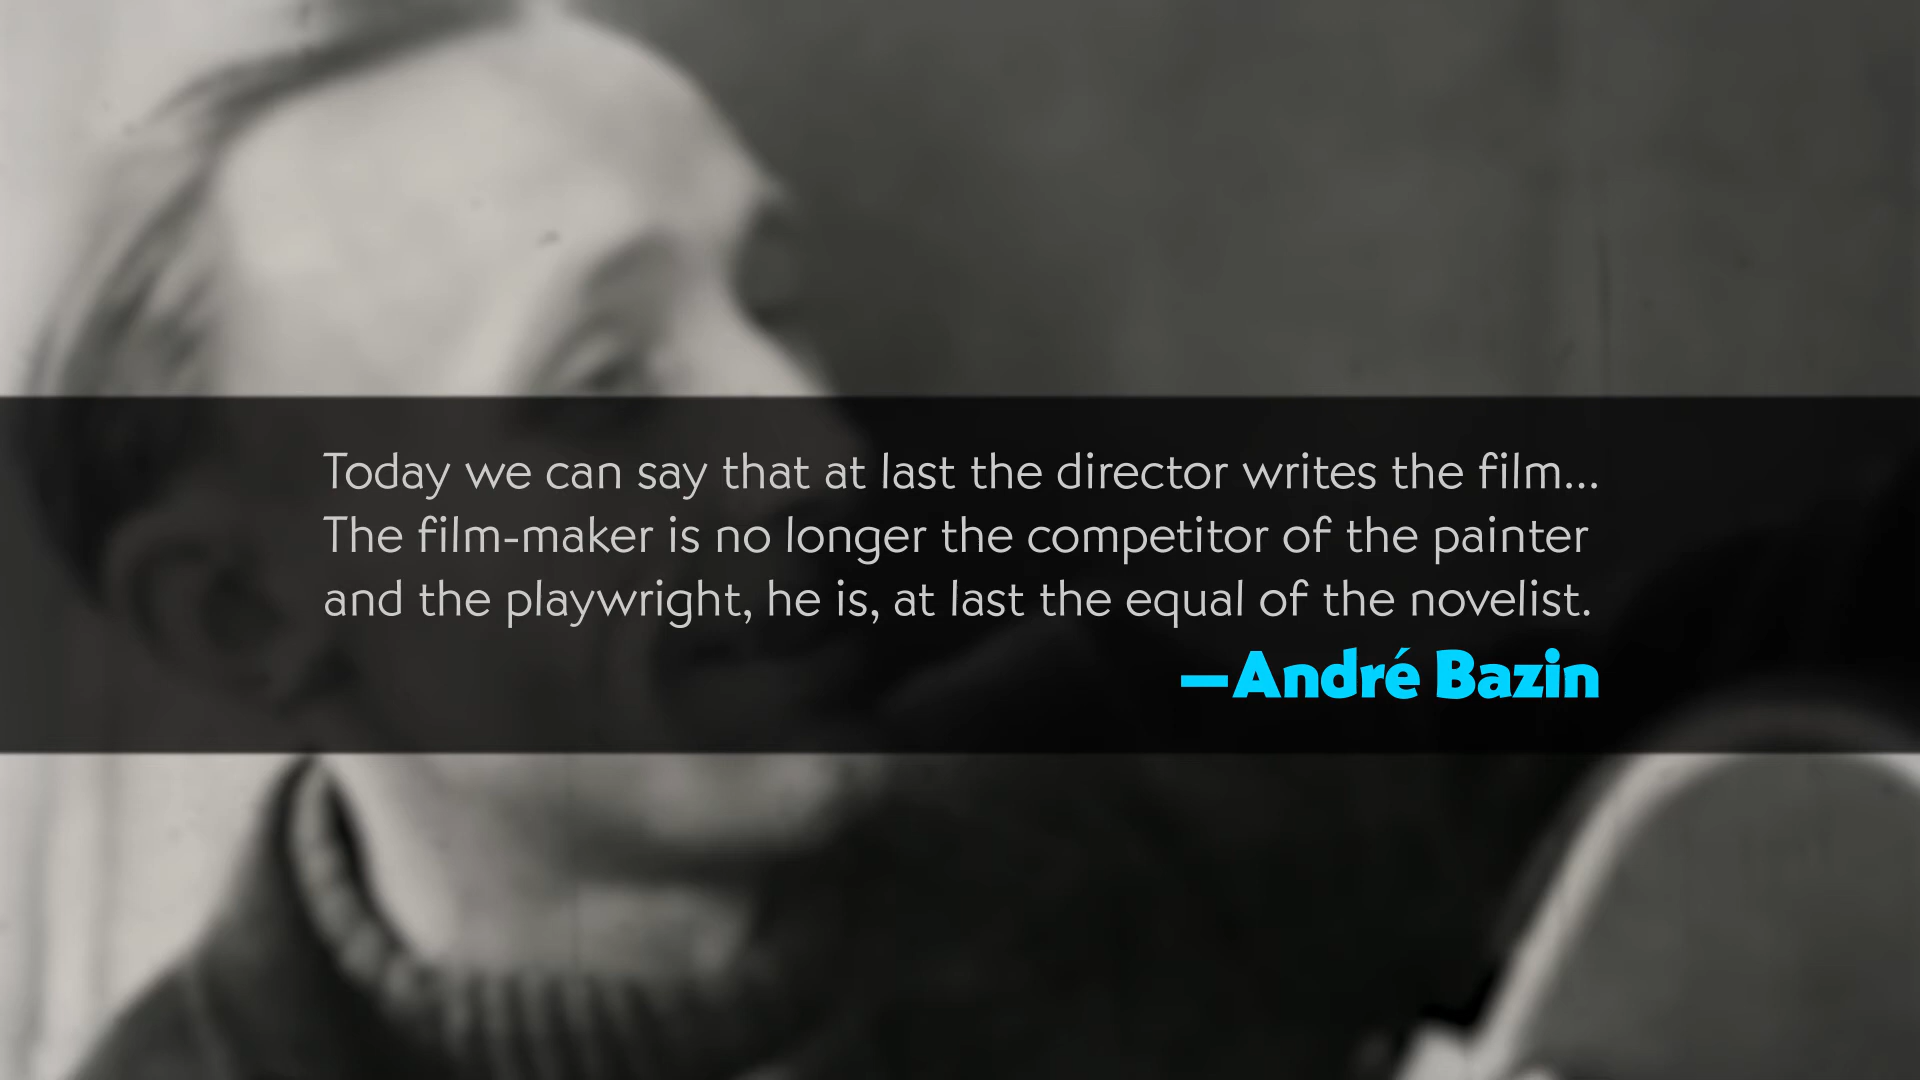 Today we can say that at last the director writes the film...
The film-maker is no longer the competitor of the painter
and the playwright, he is, at last the equal of the novelist.
—André Bazin